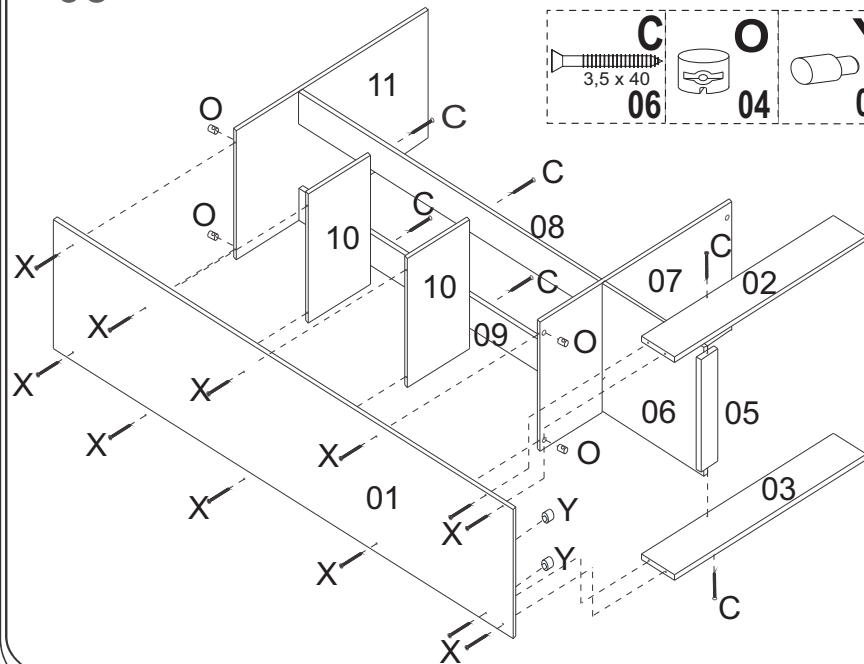 C O
3,5 x 40
06 04
11
O C
C
O C 08
10 C 07
X 10 C 02
X 09 O
X X 06 05
X O
X 01 03
X X Y
X Y
C
X